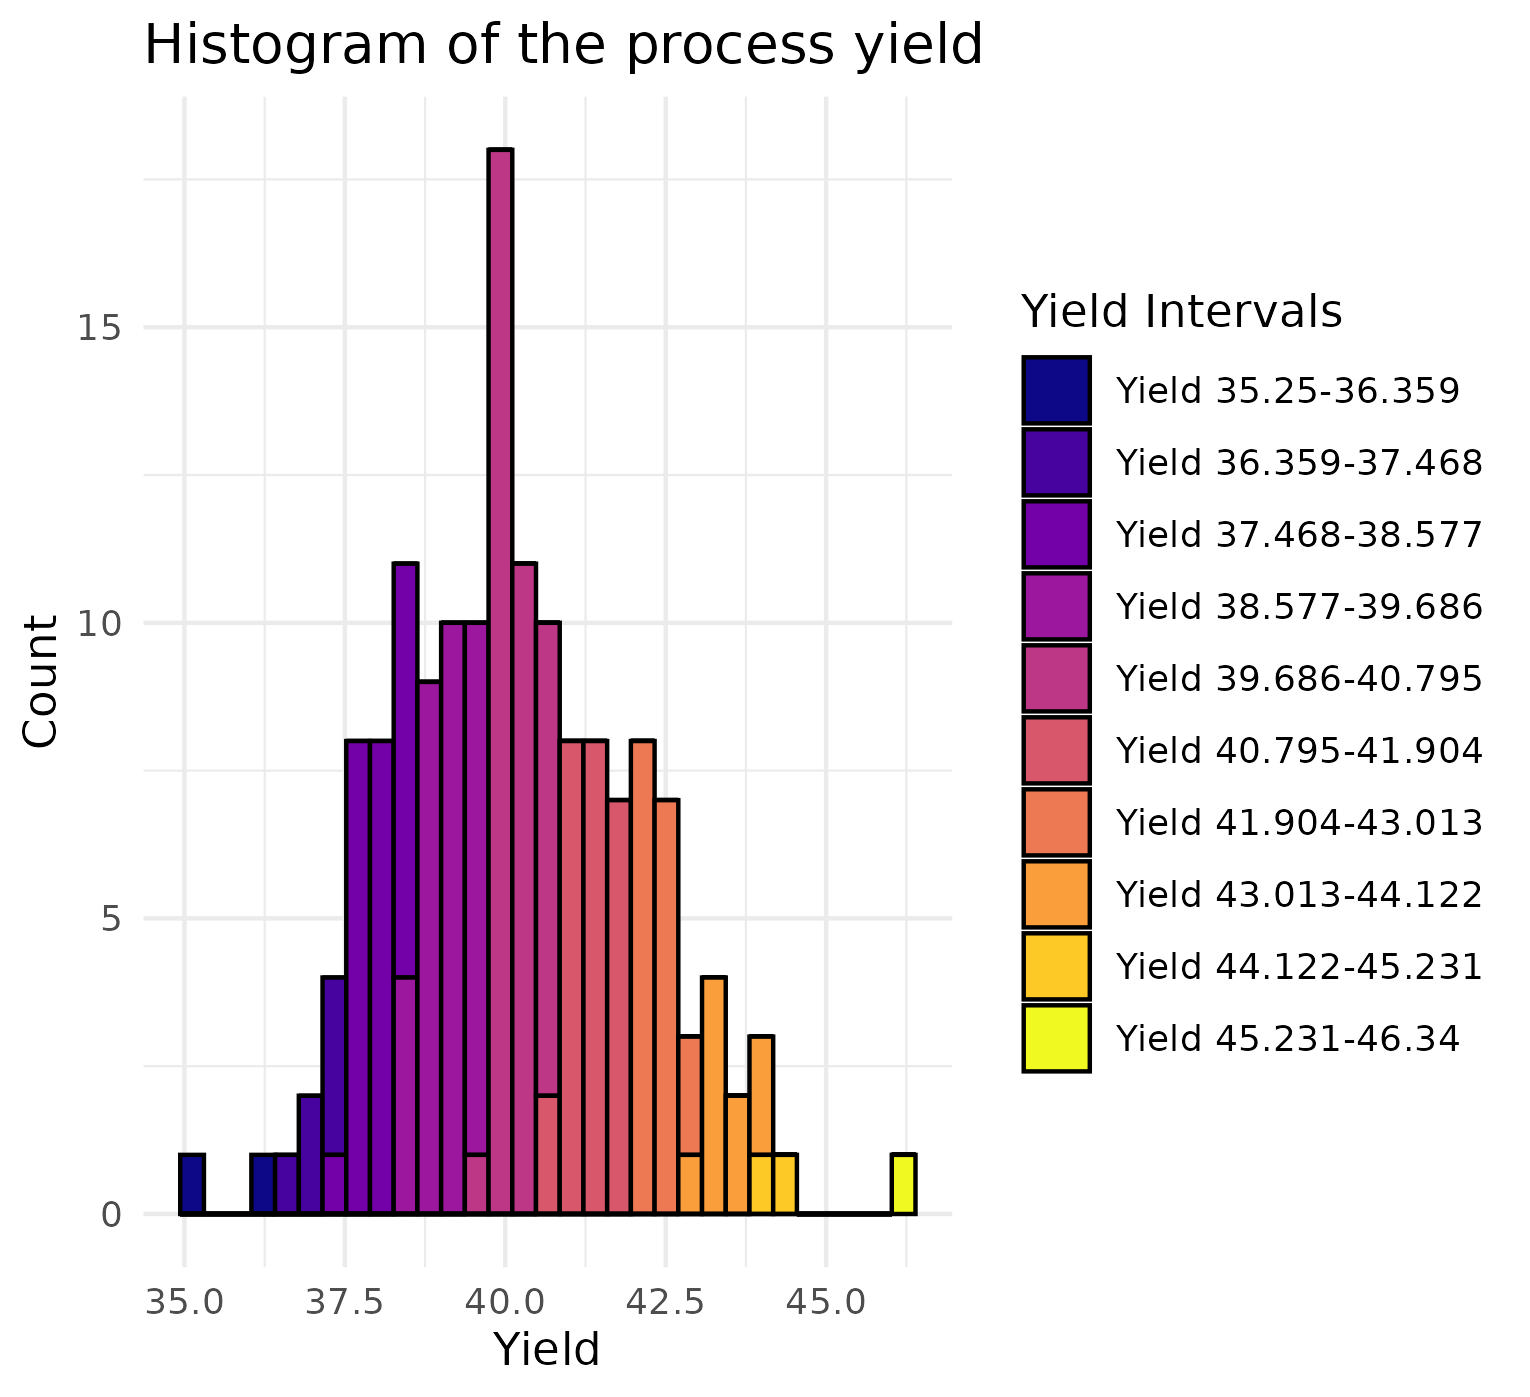 Histogram of the process yield
Count
15
10
5
0
35.0 37.5 40.0 42.5 45.0
Yield
Yield Intervals
Yield 35.25-36.359
Yield 36.359-37.468
Yield 37.468-38.577
Yield 38.577-39.686
Yield 39.686-40.795
Yield 40.795-41.904
Yield 41.904-43.013
Yield 43.013-44.122
Yield 44.122-45.231
Yield 45.231-46.34